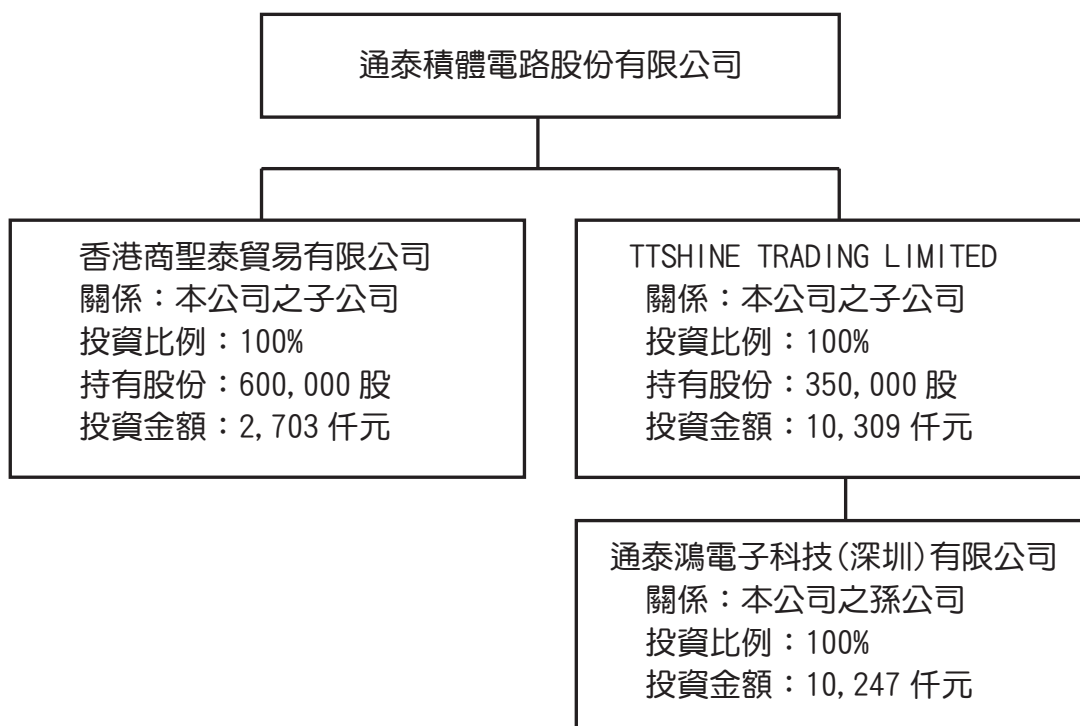 通泰積體電路股份有限公司
香港商聖泰貿易有限公司
關係：本公司之子公司
投資比例：100%
持有股份：600,000 股
投資金額：2,703 仟元
TTSHINE TRADING LIMITED
關係：本公司之子公司
投資比例：100%
持有股份：350,000 股
投資金額：10,309 仟元
通泰鴻電子科技(深圳)有限公司
關係：本公司之孫公司
投資比例：100%
投資金額：10,247 仟元